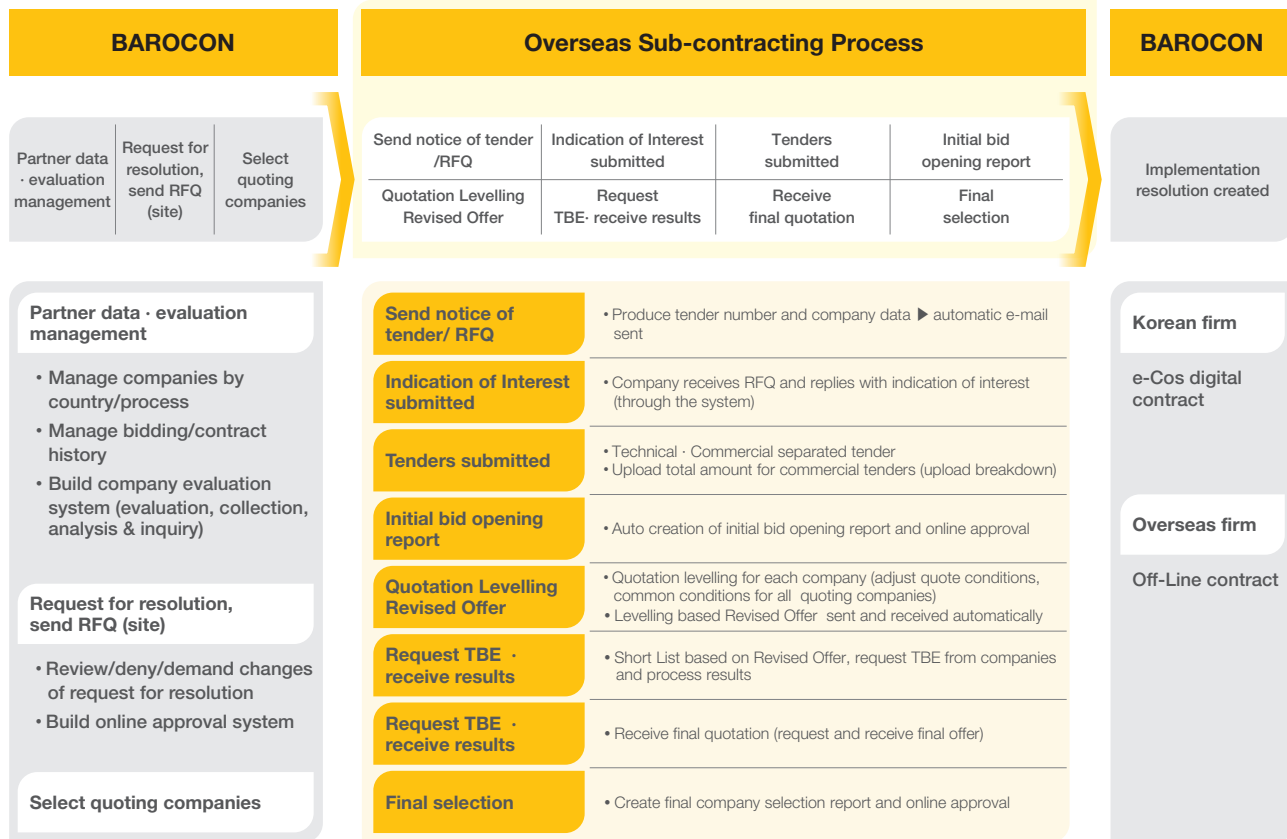 BAROCON
Overseas Sub-contracting Process
BAROCON
Partner data
· evaluation
management
Request for
resolution,
send RFQ
(site)
Select
quoting
companies
Send notice of tender
/RFQ
Indication of Interest
submitted
Tenders
submitted
Initial bid
opening report
Quotation Levelling
Revised Offer
Request
TBE· receive results
Receive
final quotation
Final
selection
Implementation
resolution created
Partner data · evaluation
management
• Manage companies by
country/process
• Manage bidding/contract
history
• Build company evaluation
system (evaluation, collection,
analysis & inquiry)
Request for resolution,
send RFQ (site)
• Review/deny/demand changes
of request for resolution
• Build online approval system
Select quoting companies
Send notice of
tender/ RFQ
• Produce tender number and company data ▶ automatic e-mail
sent
Indication of Interest
submitted
• Company receives RFQ and replies with indication of interest
(through the system)
Tenders submitted
• Technical · Commercial separated tender
• Upload total amount for commercial tenders (upload breakdown)
Initial bid opening
report
• Auto creation of initial bid opening report and online approval
Quotation Levelling
Revised Offer
• Quotation levelling for each company (adjust quote conditions,
common conditions for all quoting companies)
• Levelling based Revised Offer sent and received automatically
Request TBE ·
receive results
• Short List based on Revised Offer, request TBE from companies
and process results
Request TBE ·
receive results
• Receive final quotation (request and receive final offer)
Final selection
• Create final company selection report and online approval
Korean firm
e-Cos digital
contract
Overseas firm
Off-Line contract